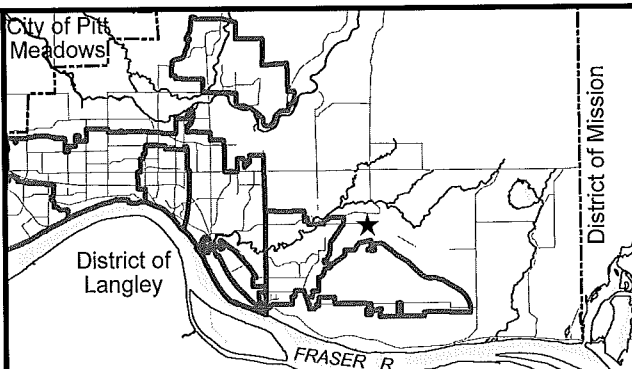 City of Pitt
Meadows
District of Mission
District of
Langley
FRASER R.